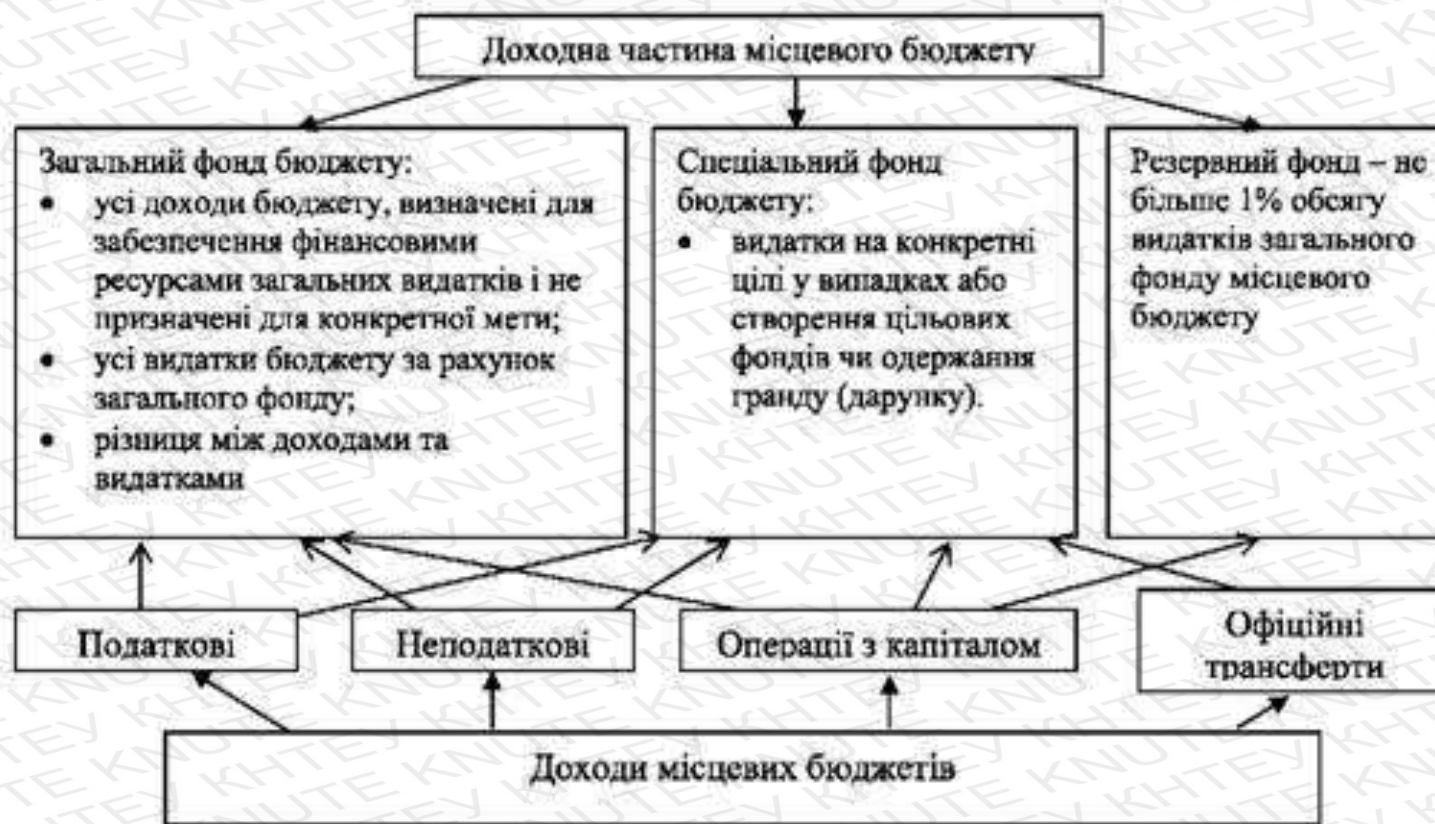 Доходна частина місцевого бюджету
Загальний фонд бюджету:
• усі доходи бюджету, визначені для
забезпечення фінансовими
ресурсами загальних видатків і не
призначені для конкретної мети;
• усі видатки бюджету за рахунок
загального фонду;
• різниця між доходами та
видатками
Спеціальний фонд
бюджету:
• видатки на конкретні
цілі у випадках або
створення цільових
фондів чи одержання
гранду (дарунку).
Резервний фонд – не
більше 1% обсягу
видатків загального
фонду місцевого
бюджету
Податкові
Неподаткові
Операції з капіталом
Офіційні
трансферти
Доходи місцевих бюджетів
KHTEY KNUTE